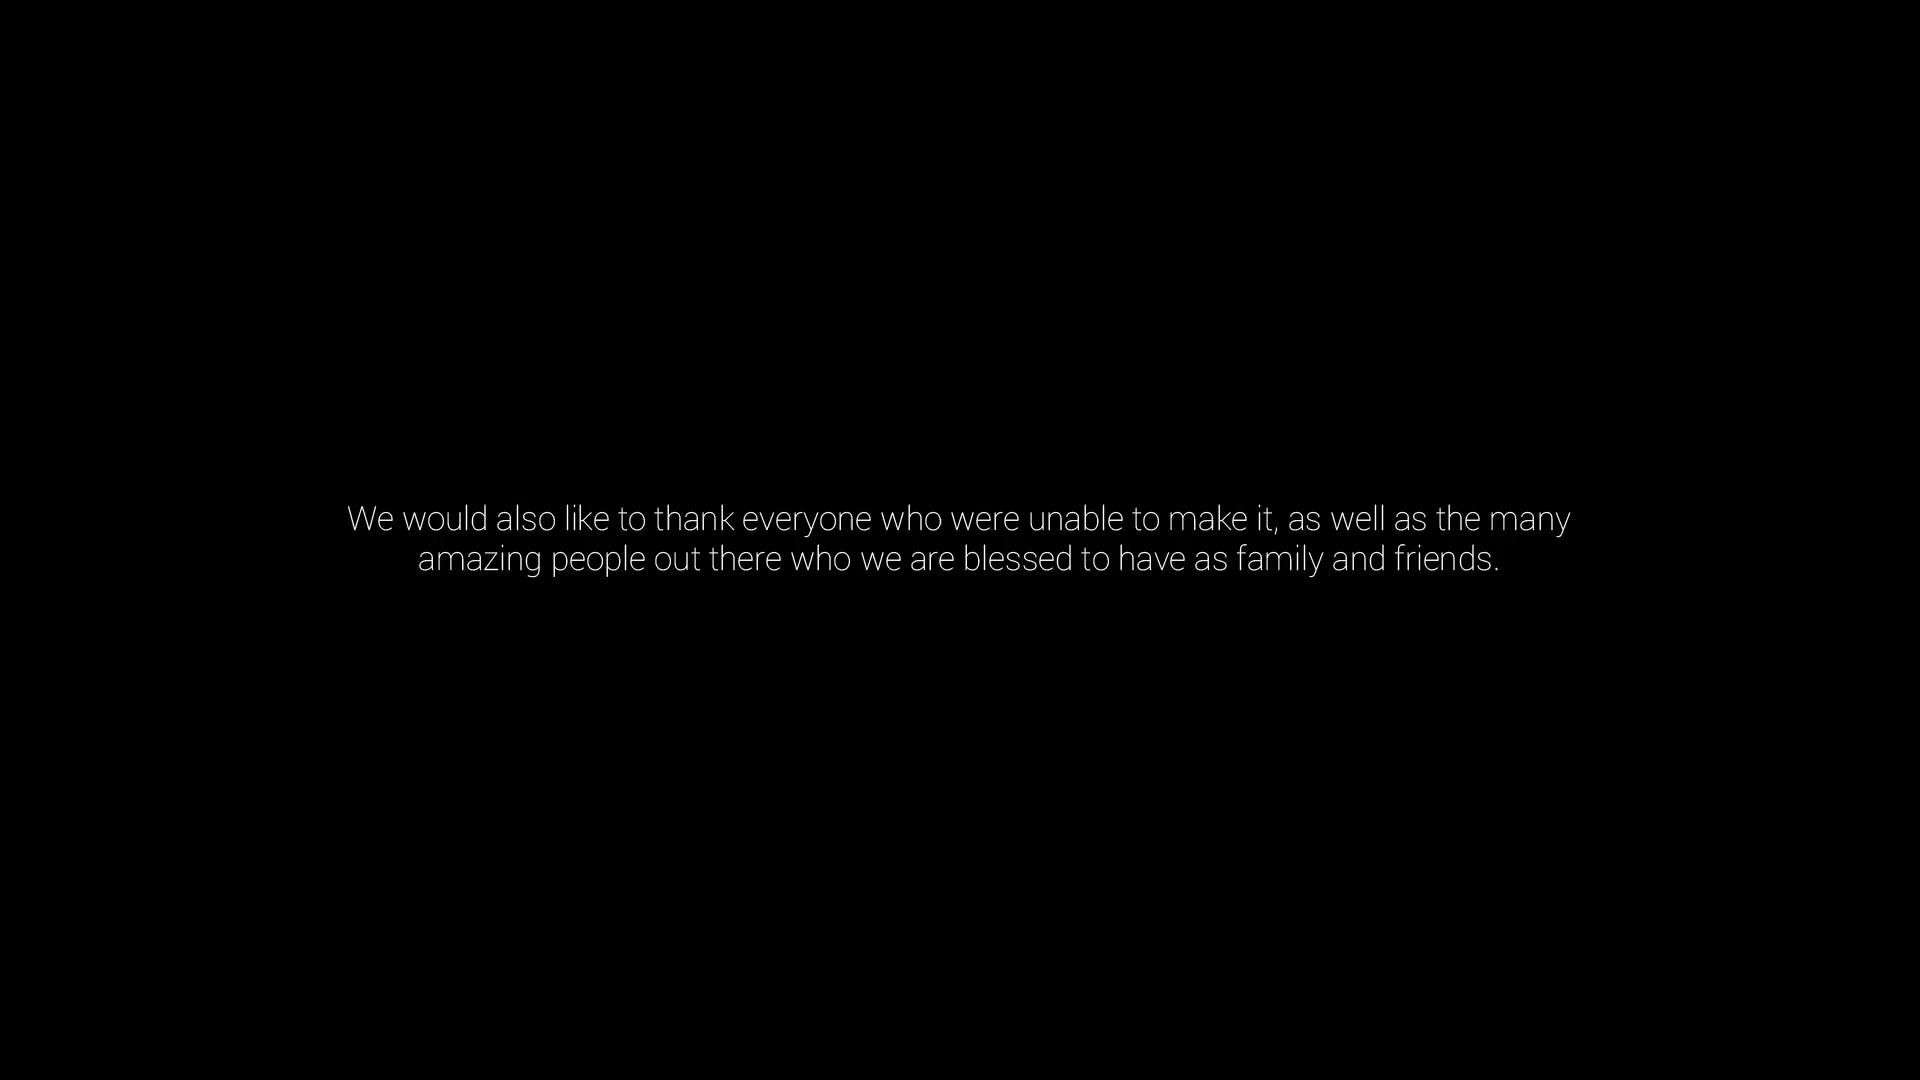 We would also like to thank everyone who were unable to make it, as well as the many
amazing people out there who we are blessed to have as family and friends.